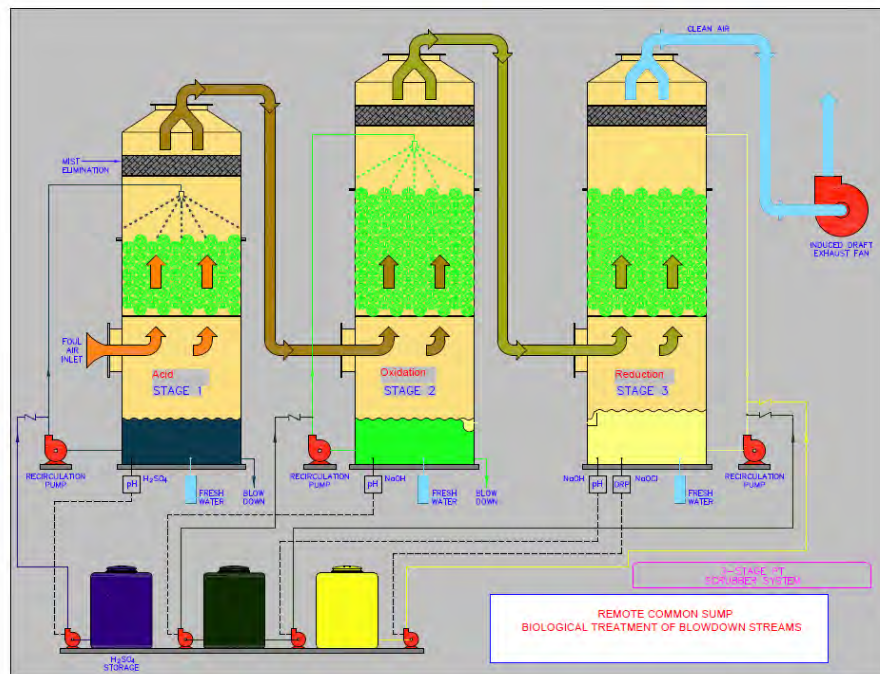 CLEAN AIR
MIST
ELIMINATION
INDUCED DRAFT
EXHAUST FAN
FOUL
AIR
INLET
Acid
STAGE 1
Oxidation
STAGE 2
Reduction
STAGE 3
RECIRCULATION
PUMP
pH
H₂SO₄
FRESH
WATER
BLOW
DOWN
RECIRCULATION
PUMP
pH
NaOH
FRESH
WATER
BLOW
DOWN
NaOH
pH
ORP
NaOCl
FRESH
WATER
RECIRCULATION
PUMP
3-STAGE PT
SCRUBBER SYSTEM
REMOTE COMMON SUMP
BIOLOGICAL TREATMENT OF BLOWDOWN STREAMS
H₂SO₄
STORAGE